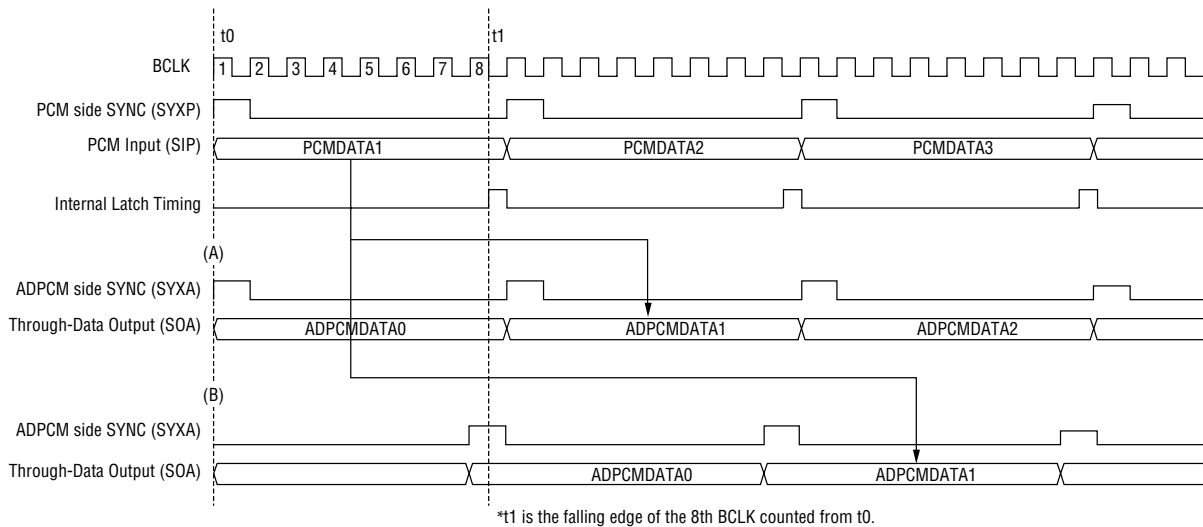 t0 t1
BCLK 1 2 3 4 5 6 7 8
PCM side SYNC (SYXP)
PCM Input (SIP) PCMDATA1 PCMDATA2 PCMDATA3
Internal Latch Timing
(A)
ADPCM side SYNC (SYXA)
Through-Data Output (SOA) ADPCMDATA0 ADPCMDATA1 ADPCMDATA2
(B)
ADPCM side SYNC (SYXA)
Through-Data Output (SOA) ADPCMDATA0 ADPCMDATA1
*t1 is the falling edge of the 8th BCLK counted from t0.